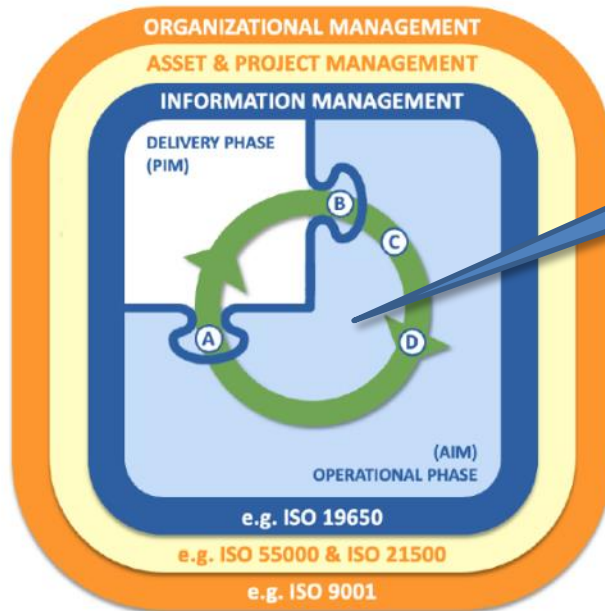 ORGANIZATIONAL MANAGEMENT
ASSET & PROJECT MANAGEMENT
INFORMATION MANAGEMENT
DELIVERY PHASE
(PIM)
B
C
A
D
(AIM)
OPERATIONAL PHASE
e.g. ISO 19650
e.g. ISO 55000 & ISO 21500
e.g. ISO 9001